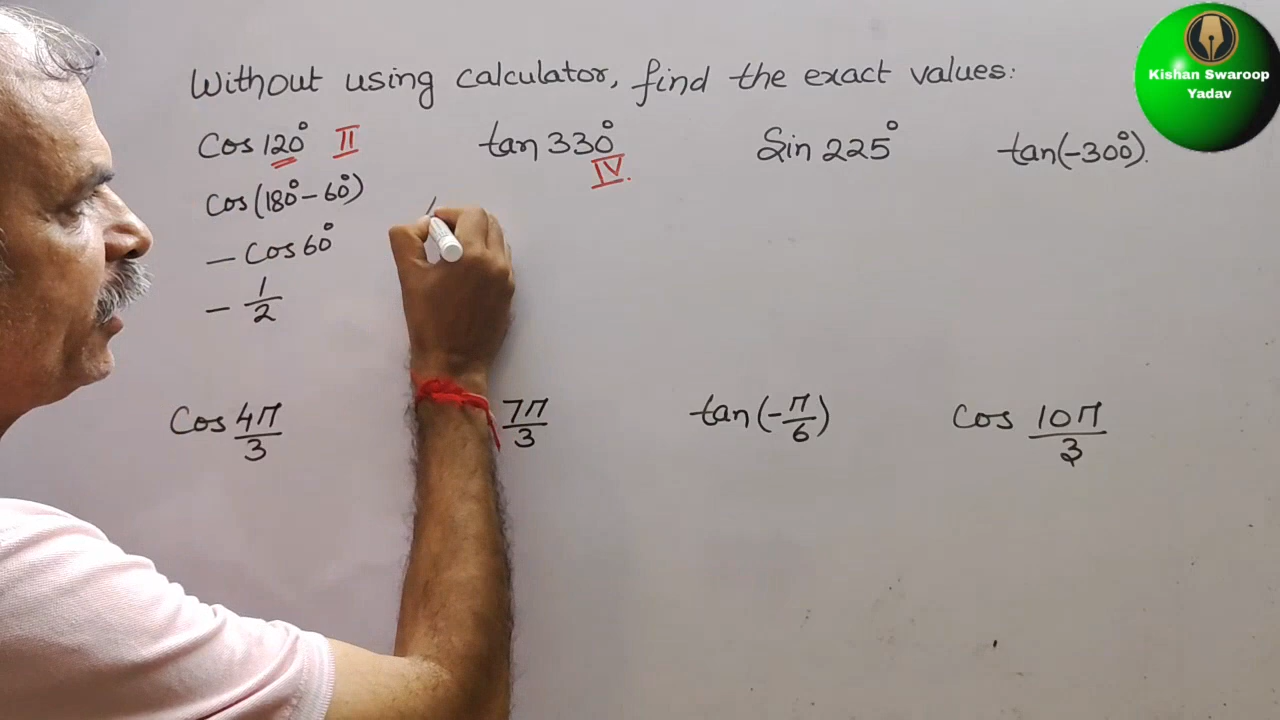 Without using calculator, find the exact values:
Cos 120° II tan 330° Sin 225° tan(-300°).
IV.
Cos(180° - 60°)
- Cos 60°
- 1/2
Cos 4π/3 7π/3 tan(-π/6) Cos 10π/3
Kishan Swaroop
Yadav